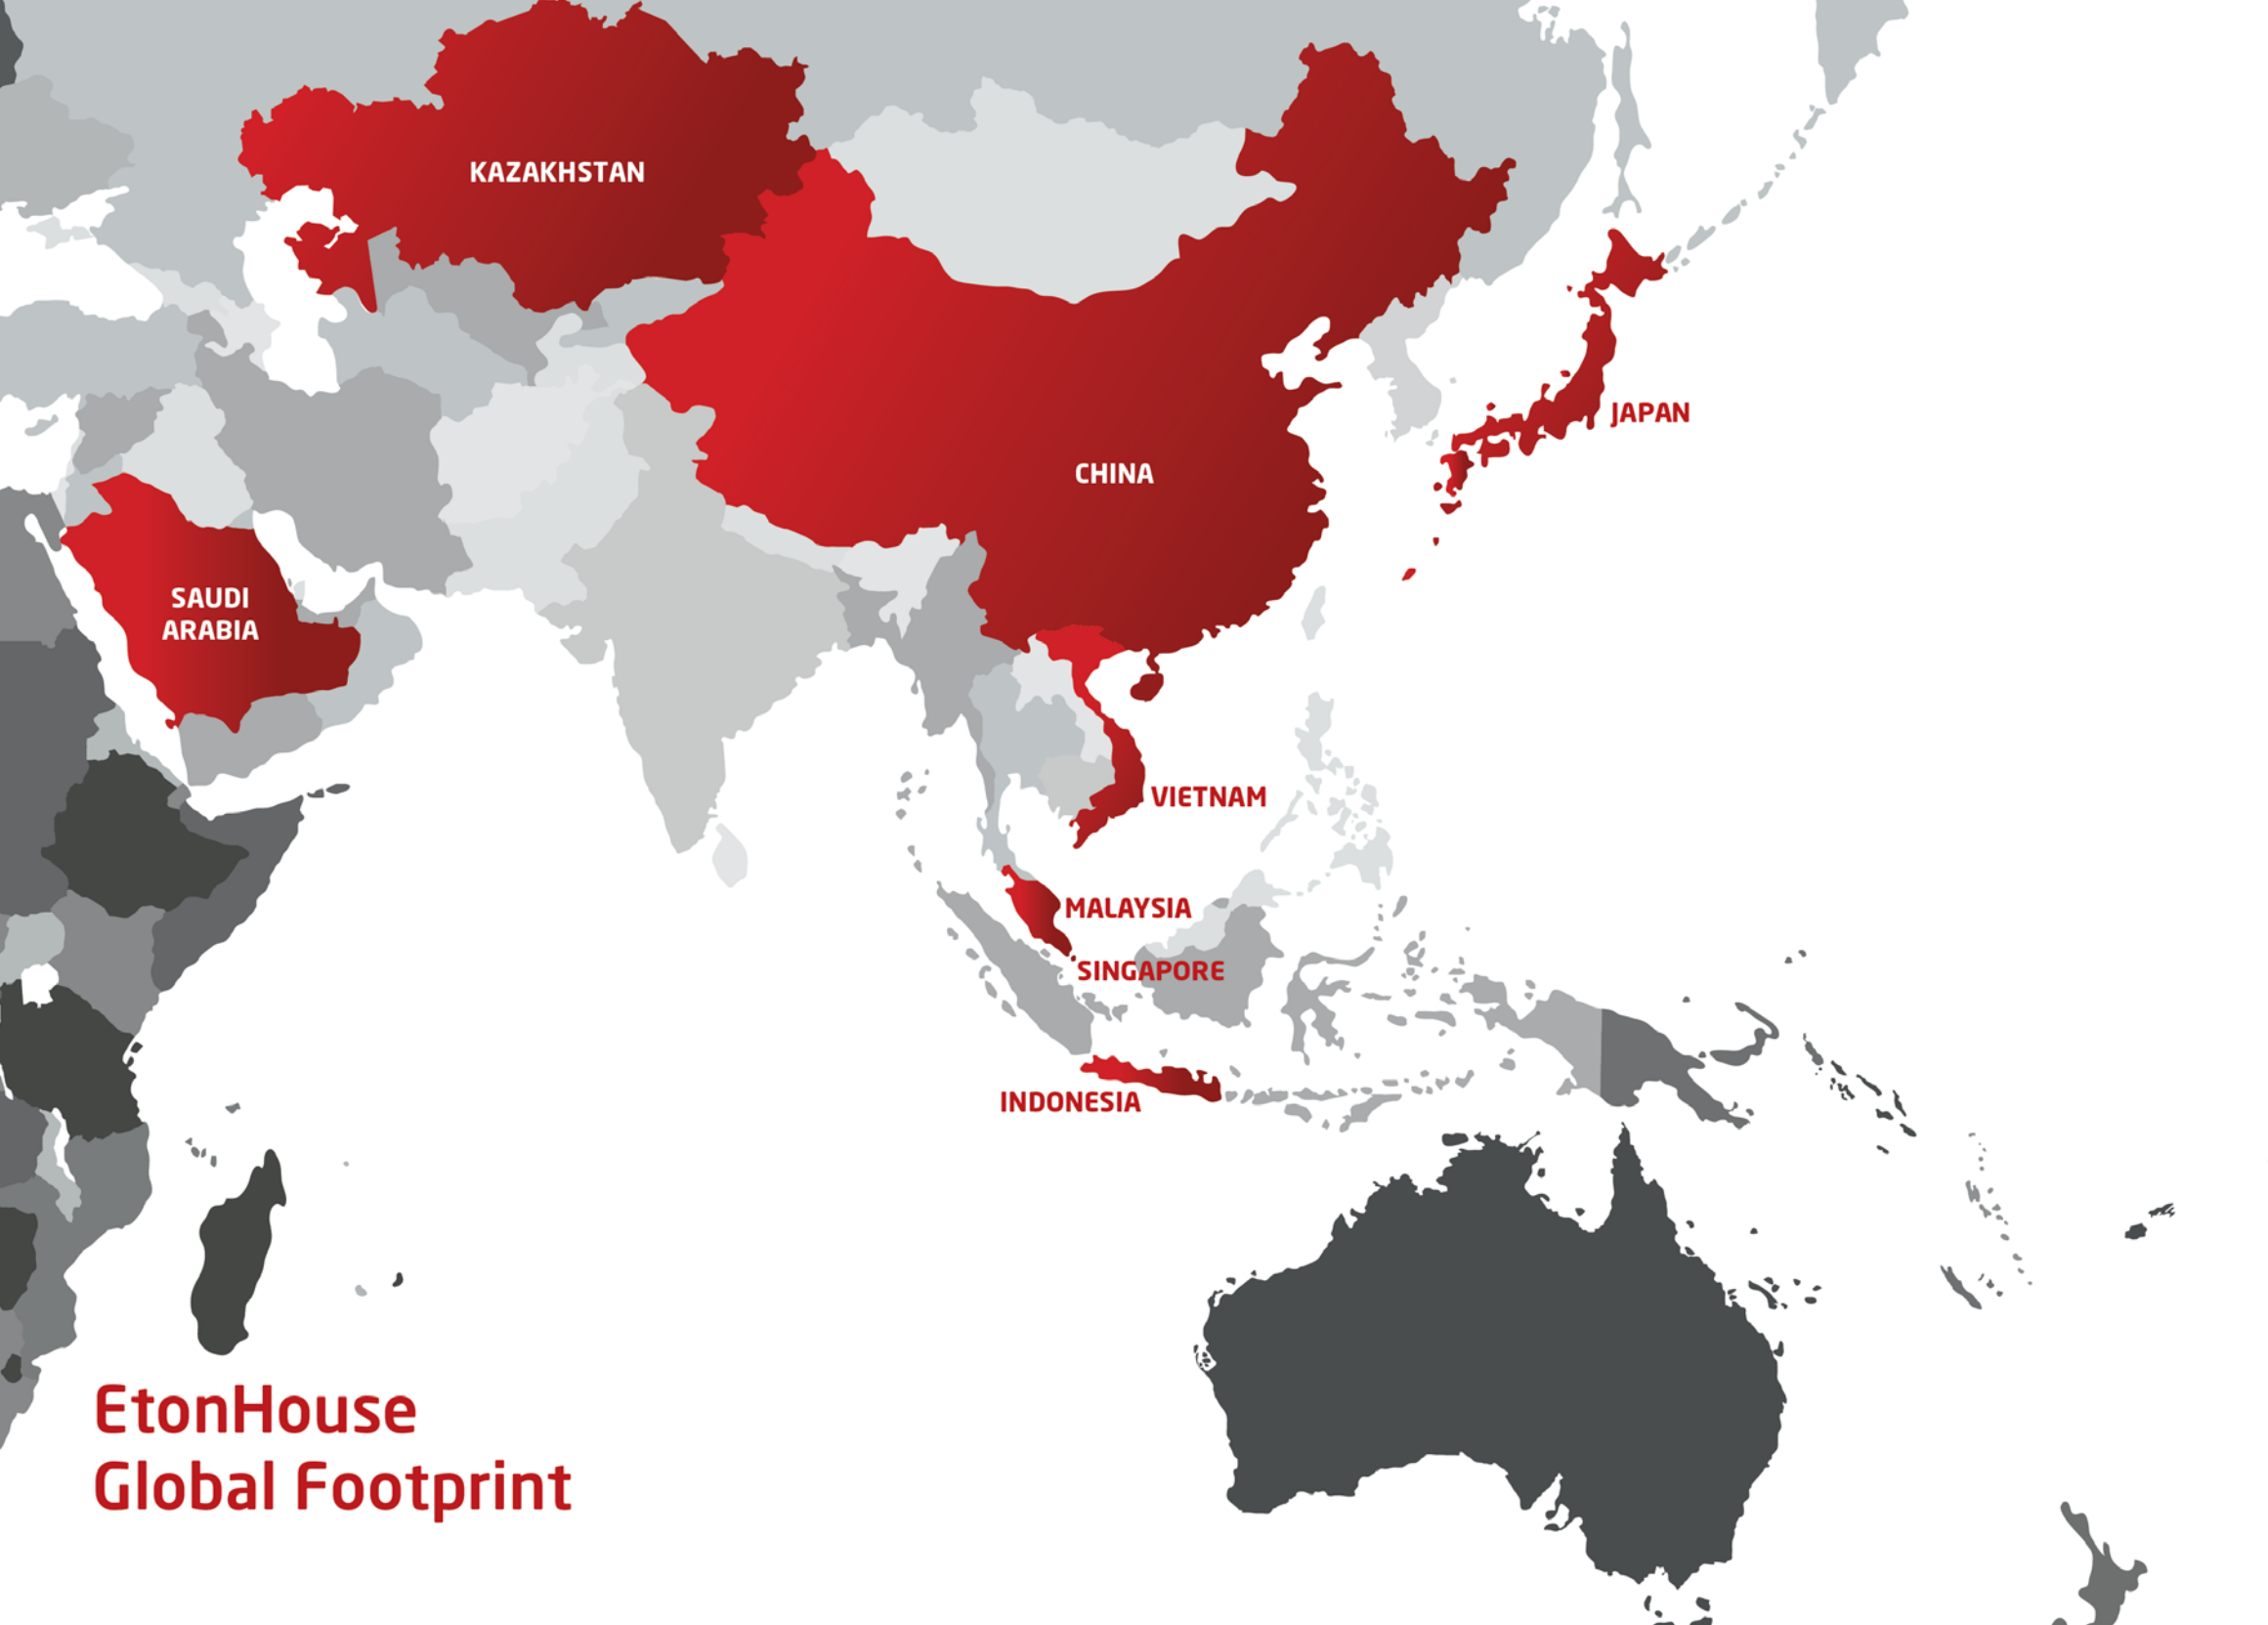 KAZAKHSTAN
JAPAN
CHINA
SAUDI
ARABIA
VIETNAM
MALAYSIA
SINGAPORE
INDONESIA
EtonHouse
Global Footprint